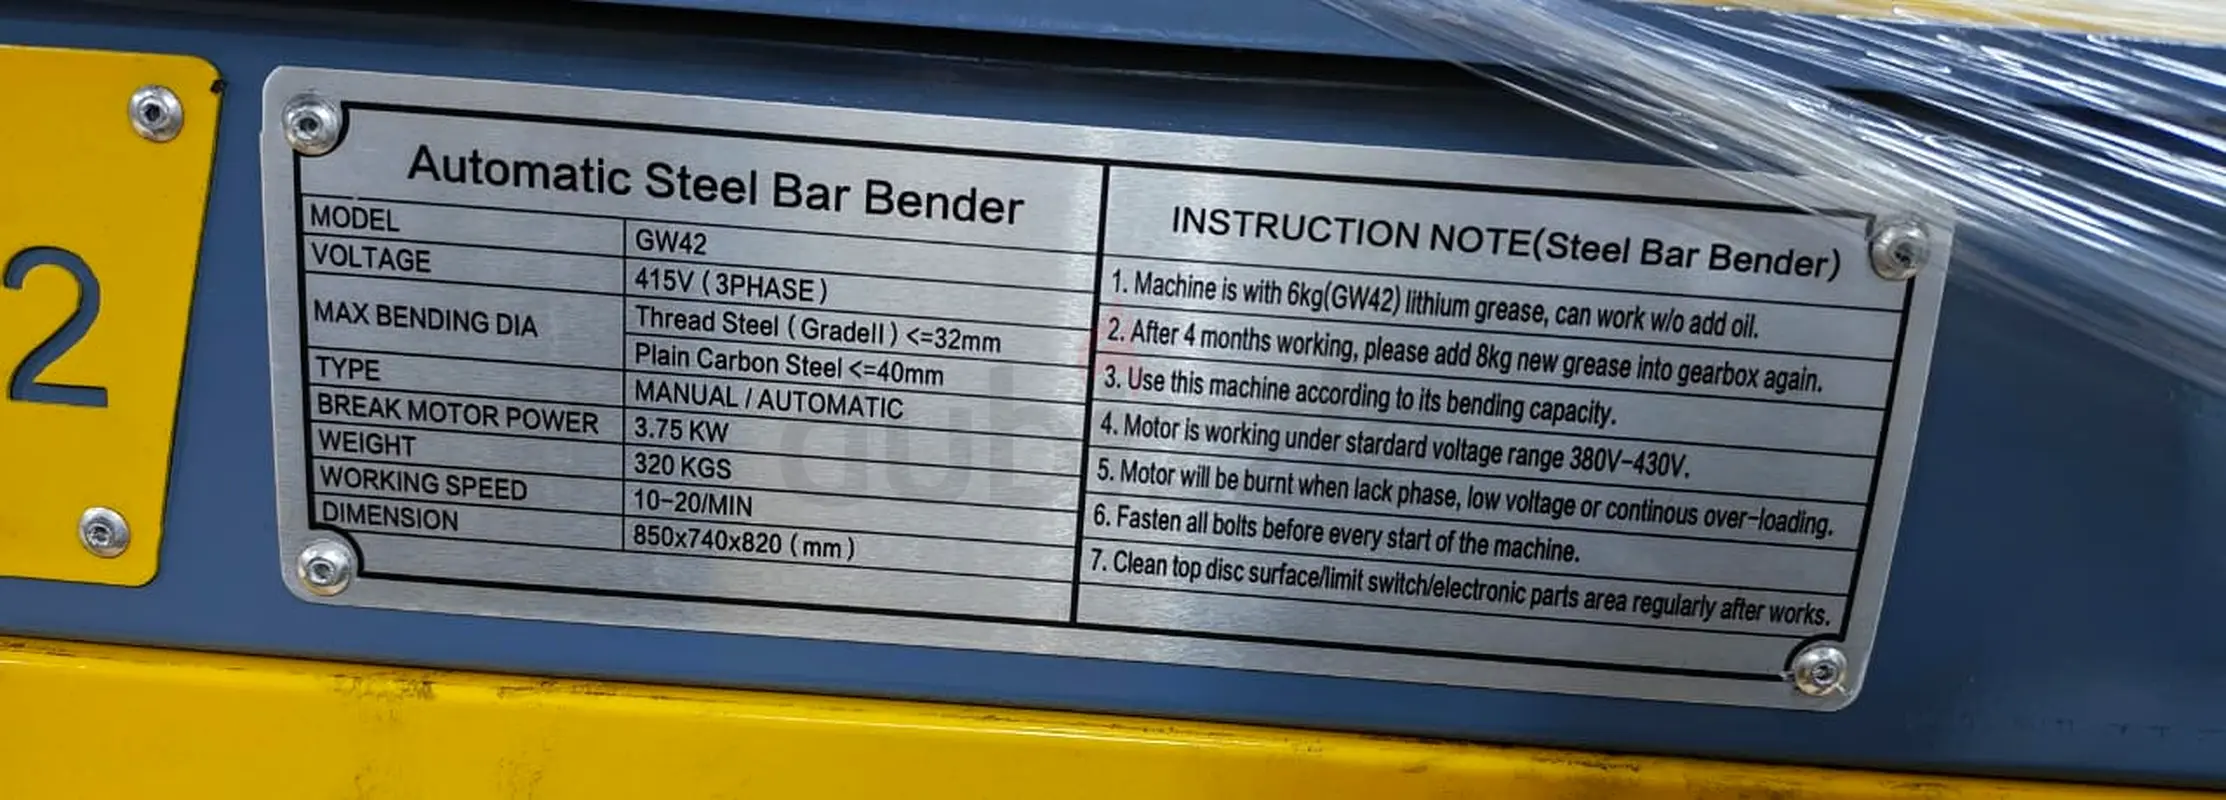 2
Automatic Steel Bar Bender
MODEL GW42
VOLTAGE 415V (3PHASE)
MAX BENDING DIA Thread Steel (GradeII) <=32mm
Plain Carbon Steel <=40mm
TYPE MANUAL / AUTOMATIC
BREAK MOTOR POWER 3.75 KW
WEIGHT 320 KGS
WORKING SPEED 10-20/MIN
DIMENSION 850x740x820 (mm)
INSTRUCTION NOTE(Steel Bar Bender)
1. Machine is with 6kg(GW42) lithium grease, can work w/o add oil.
2. After 4 months working, please add 8kg new grease into gearbox again.
3. Use this machine according to its bending capacity.
4. Motor is working under stardard voltage range 380V-430V.
5. Motor will be burnt when lack phase, low voltage or continous over-loading.
6. Fasten all bolts before every start of the machine.
7. Clean top disc surface/limit switch/electronic parts area regularly after works.